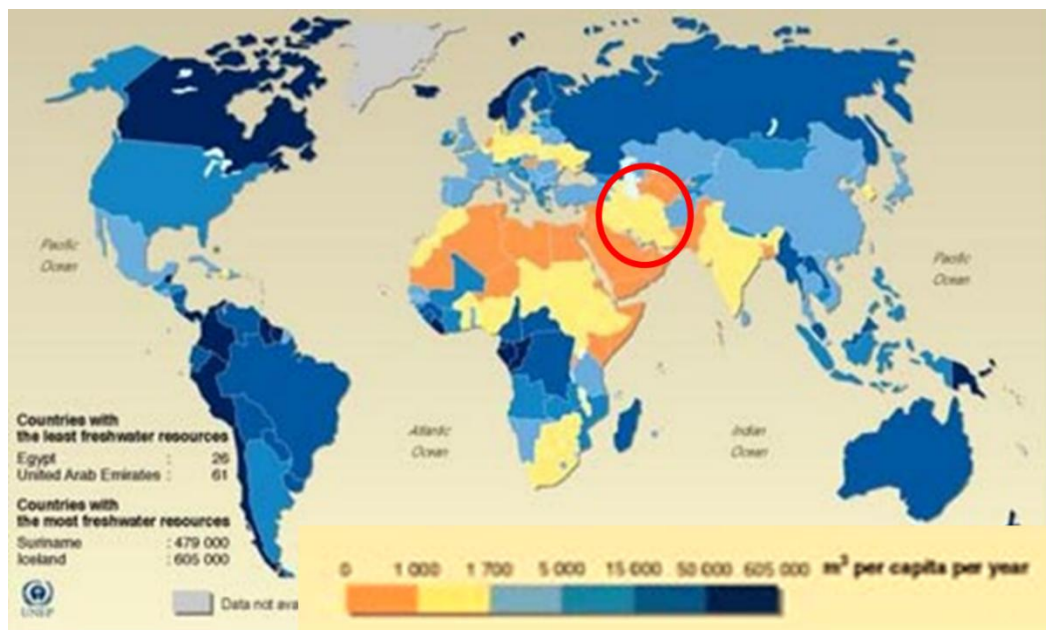 Pacific
Ocean
Pacific
Ocean
Atlantic
Ocean
Indian
Ocean
Countries with
the least freshwater resources
Egypt : 26
United Arab Emirates : 61
Countries with
the most freshwater resources
Suriname : 479 000
Iceland : 605 000
UNEP
Data not ava
0 1 000 1 700 5 000 15 000 50 000 605 000 m³ per capita per year